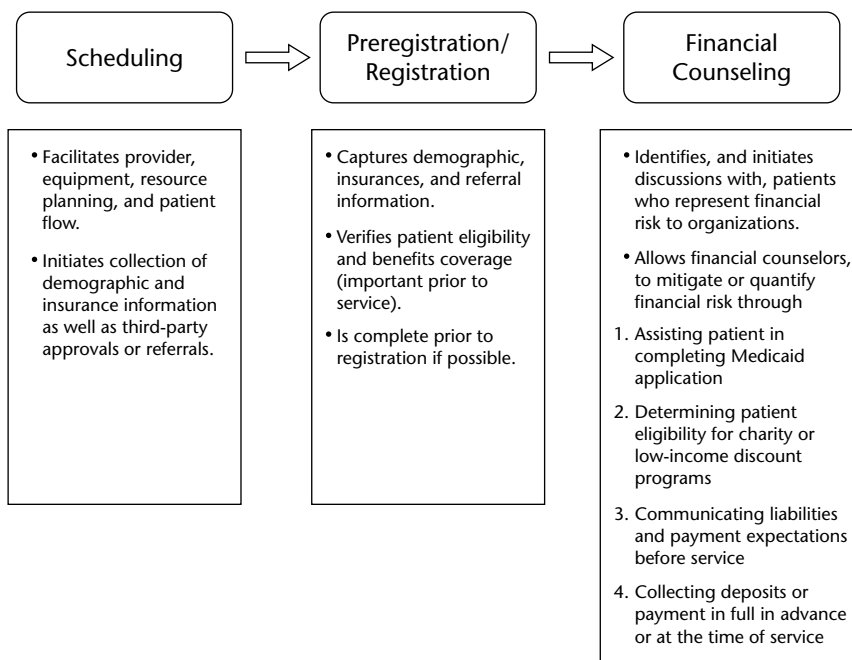 Scheduling
Preregistration/
Registration
Financial
Counseling
• Facilitates provider,
equipment, resource
planning, and patient
flow.
• Initiates collection of
demographic and
insurance information
as well as third-party
approvals or referrals.
• Captures demographic,
insurances, and referral
information.
• Verifies patient eligibility
and benefits coverage
(important prior to
service).
• Is complete prior to
registration if possible.
• Identifies, and initiates
discussions with, patients
who represent financial
risk to organizations.
• Allows financial counselors,
to mitigate or quantify
financial risk through
1. Assisting patient in
completing Medicaid
application
2. Determining patient
eligibility for charity or
low-income discount
programs
3. Communicating liabilities
and payment expectations
before service
4. Collecting deposits or
payment in full in advance
or at the time of service